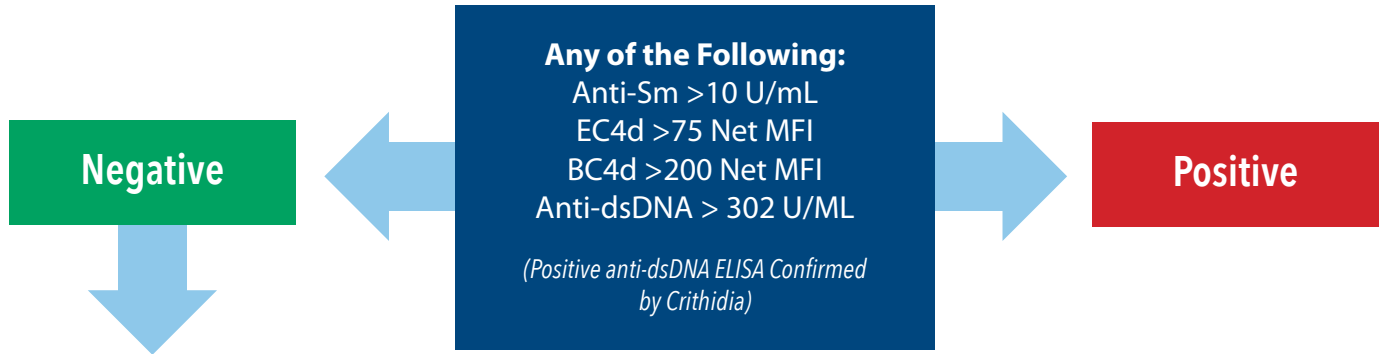 Negative
Any of the Following:
Anti-Sm >10 U/mL
EC4d >75 Net MFI
BC4d >200 Net MFI
Anti-dsDNA > 302 U/ML
(Positive anti-dsDNA ELISA Confirmed
by Crithidia)
Positive